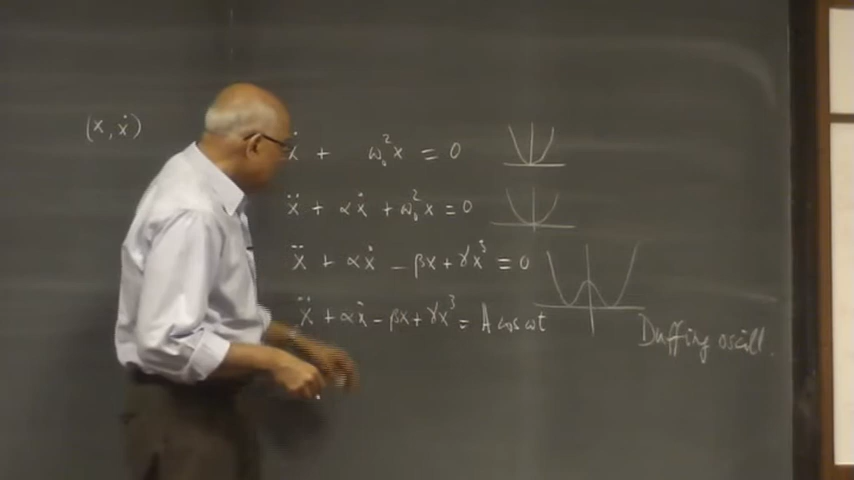 (x, ẋ)
ẋ + ω₀²x = 0
ẍ + αẋ + ω₀²x = 0
ẍ + αẋ − βx + γx³ = 0
ẍ + αẋ − βx + γx³ = A cos ωt
Duffing oscill.